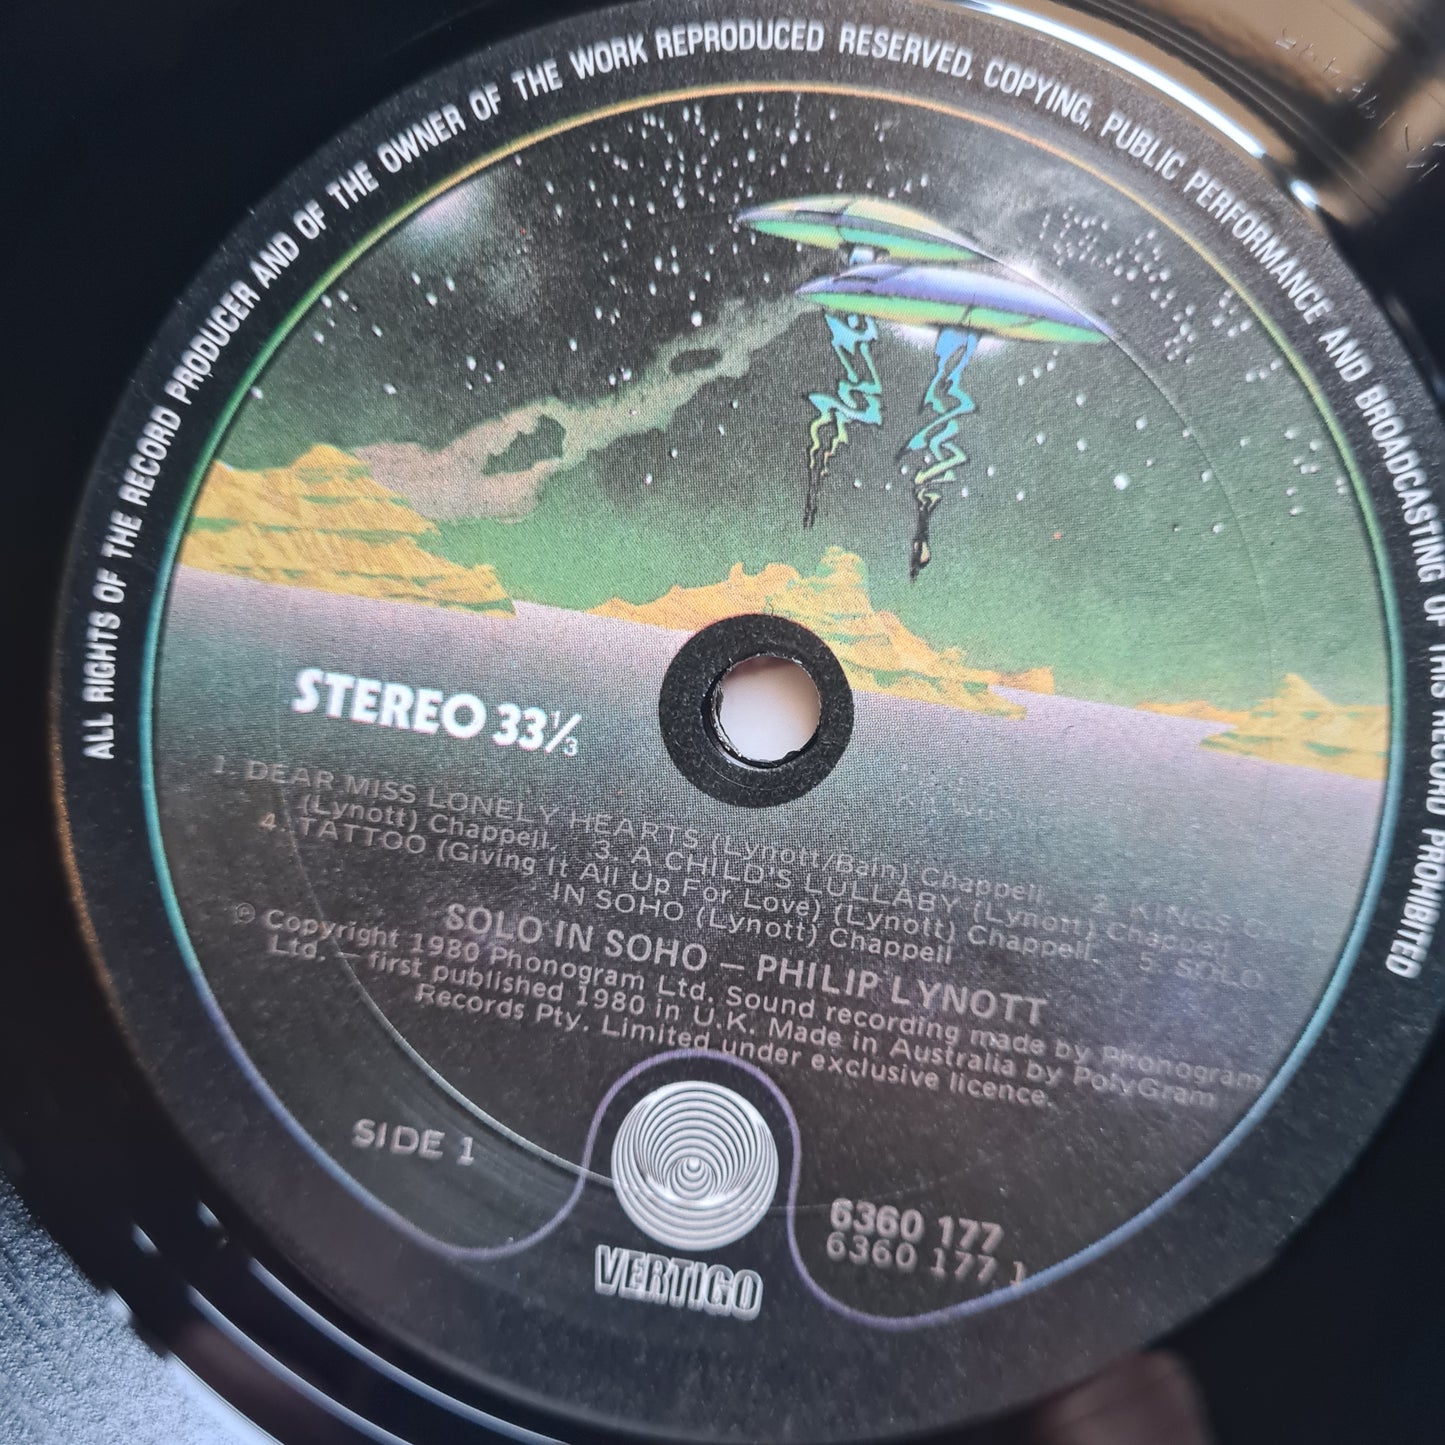 ALL RIGHTS OF THE RECORD PRODUCER AND OF THE OWNER OF THE WORK REPRODUCED RESERVED. COPYING, PUBLIC PERFORMANCE AND BROADCASTING OF THIS RECORD PROHIBITED
STEREO 33⅓
1. DEAR MISS LONELY HEARTS (Lynott/Bain) Chappell. 2. KINGS
(Lynott) Chappell. 3. A CHILD'S LULLABY (Lynott) Chappell
4. TATTOO (Giving It All Up For Love) (Lynott) Chappell. 5. SOLO
IN SOHO (Lynott) Chappell
SOLO IN SOHO — PHILIP LYNOTT
℗ Copyright 1980 Phonogram Ltd. Sound recording made by Phonogram
Ltd. — first published 1980 in U.K. Made in Australia by PolyGram
Records Pty. Limited under exclusive licence.
SIDE 1
6360 177
6360 177 1
VERTIGO